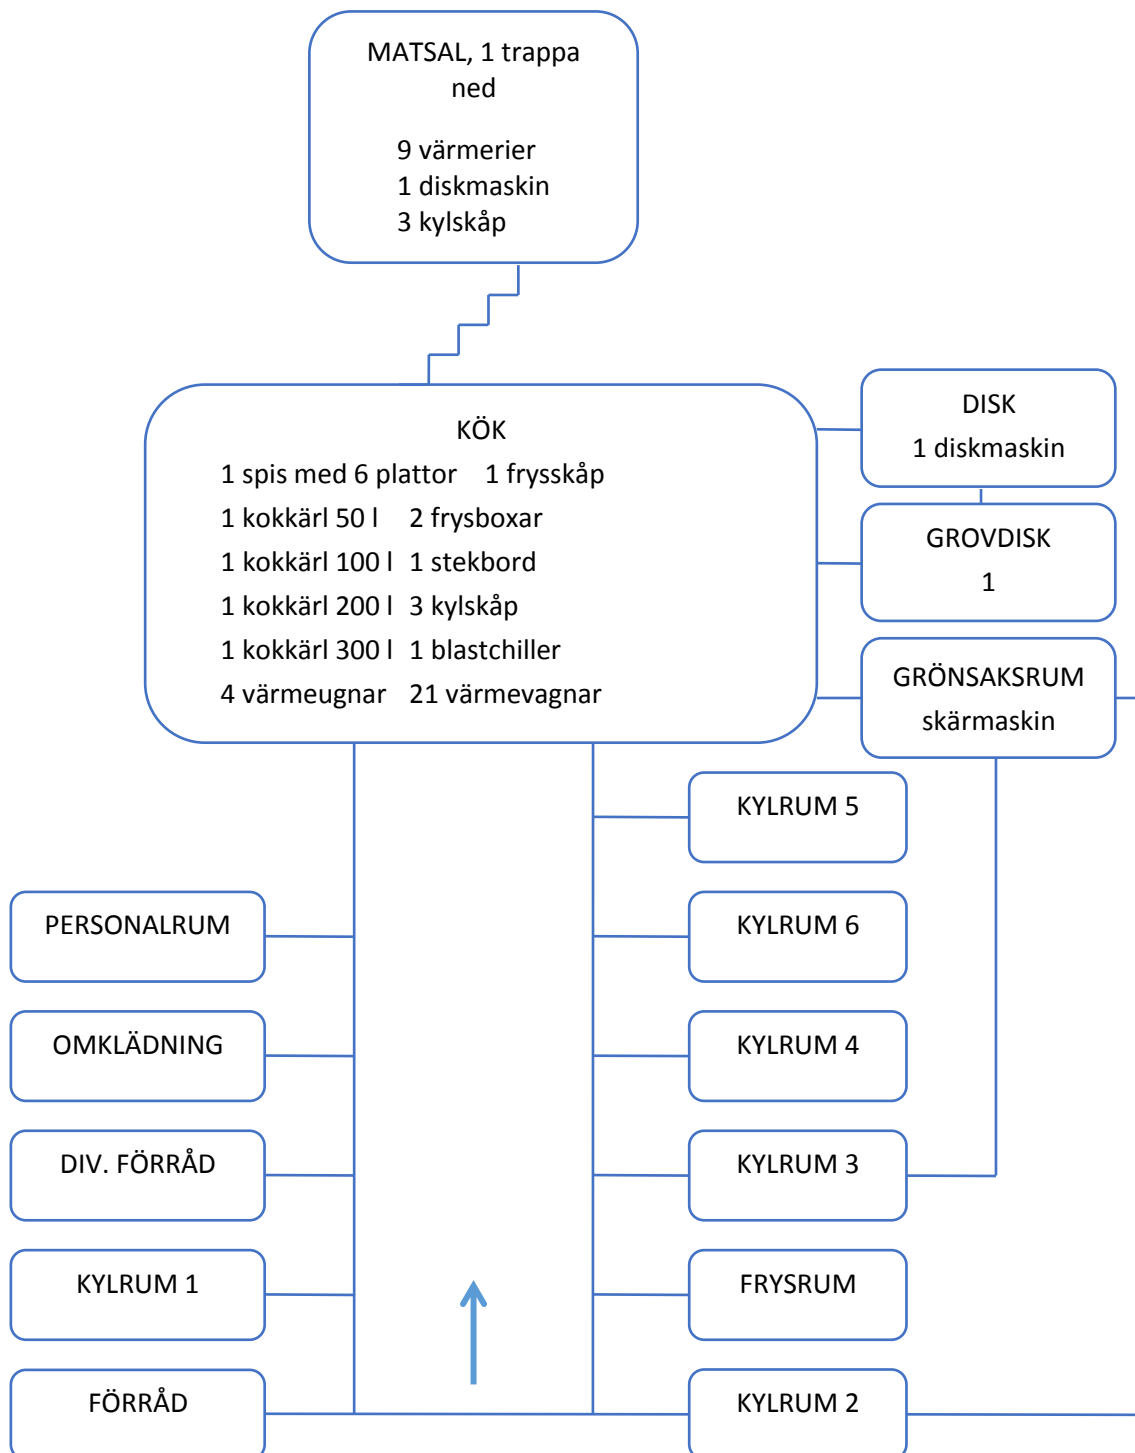 MATSAL, 1 trappa
ned
9 värmerier
1 diskmaskin
3 kylskåp
KÖK
1 spis med 6 plattor 1 frysskåp
1 kokkärl 50 l 2 frysboxar
1 kokkärl 100 l 1 stekbord
1 kokkärl 200 l 3 kylskåp
1 kokkärl 300 l 1 blastchiller
4 värmeugnar 21 värmevagnar
DISK
1 diskmaskin
GROVDISK
1
GRÖNSAKSRUM
skärmaskin
KYLRUM 5
PERSONALRUM
KYLRUM 6
OMKLÄDNING
KYLRUM 4
DIV. FÖRRÅD
KYLRUM 3
KYLRUM 1
FRYSRUM
FÖRRÅD
KYLRUM 2